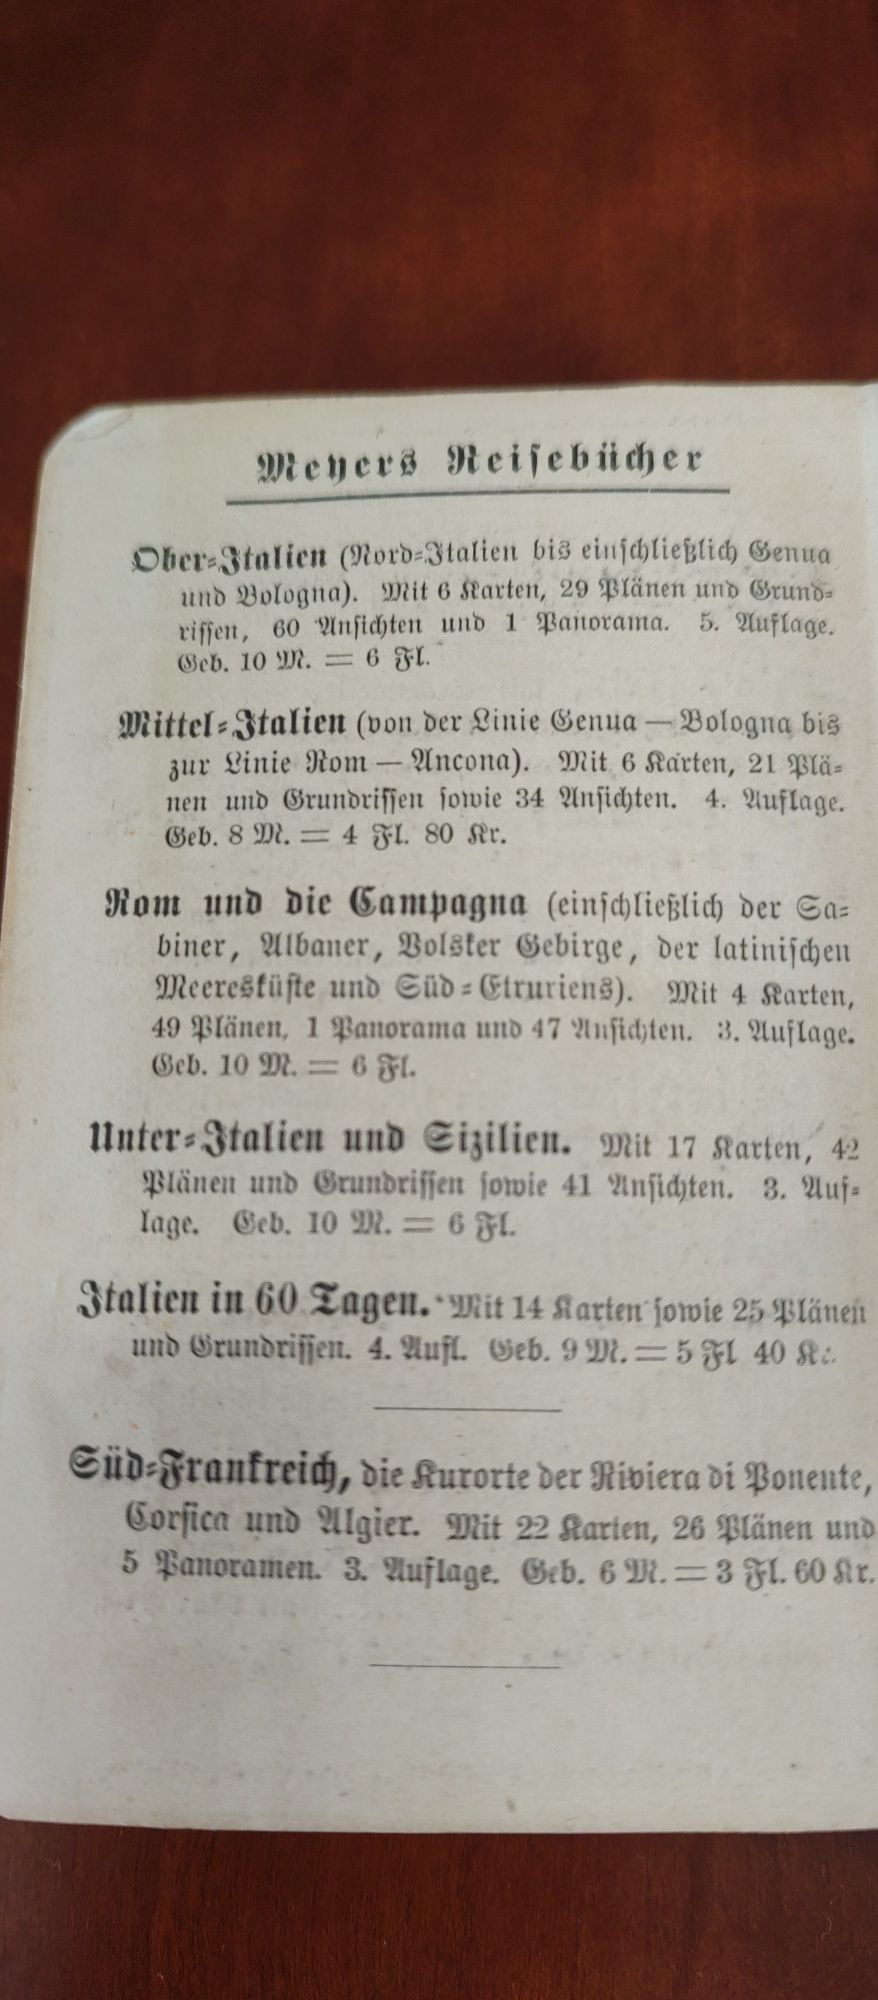 Meyers Reisebücher
Ober-Italien (Nord-Italien bis einschließlich Genua
und Bologna). Mit 6 Karten, 29 Plänen und Grund-
rissen, 60 Ansichten und 1 Panorama. 5. Auflage.
Geb. 10 M. = 6 Fl.
Mittel-Italien (von der Linie Genua — Bologna bis
zur Linie Rom — Ancona). Mit 6 Karten, 21 Plä-
nen und Grundrissen sowie 34 Ansichten. 4. Auflage.
Geb. 8 M. = 4 Fl. 80 Kr.
Rom und die Campagna (einschließlich der Sa-
biner, Albaner, Volsker Gebirge, der latinischen
Meeresküste und Süd-Etruriens). Mit 4 Karten,
49 Plänen, 1 Panorama und 47 Ansichten. 3. Auflage.
Geb. 10 M. = 6 Fl.
Unter-Italien und Sizilien. Mit 17 Karten, 42
Plänen und Grundrissen sowie 41 Ansichten. 3. Auf-
lage. Geb. 10 M. = 6 Fl.
Italien in 60 Tagen. Mit 14 Karten sowie 25 Plänen
und Grundrissen. 4. Aufl. Geb. 9 M. = 5 Fl 40 Kr.
Süd-Frankreich, die Kurorte der Riviera di Ponente,
Corsica und Algier. Mit 22 Karten, 26 Plänen und
5 Panoramen. 3. Auflage. Geb. 6 M. = 3 Fl. 60 Kr.